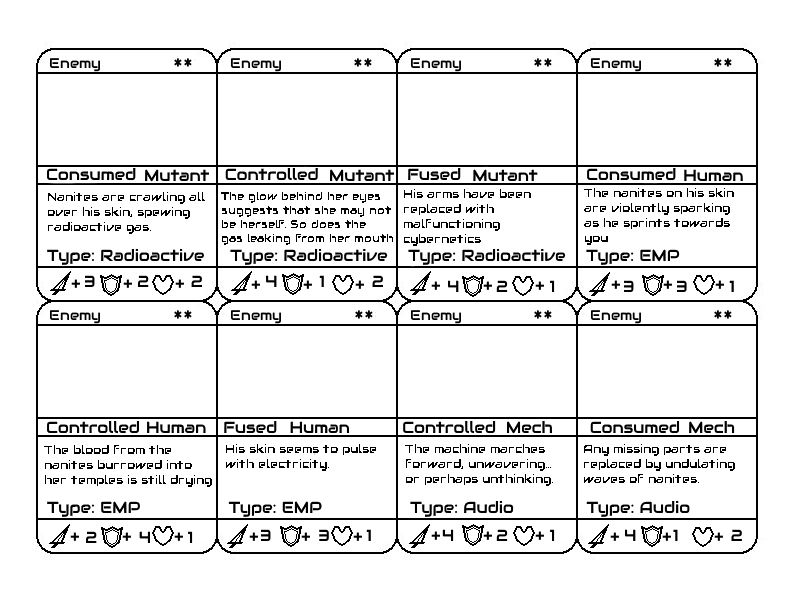 Enemy **
Consumed Mutant
Nanites are crawling all
over his skin, spewing
radioactive gas.
Type: Radioactive
+3 +2 +2
Enemy **
Controlled Mutant
The glow behind her eyes
suggests that she may not
be herself. So does the
gas leaking from her mouth
Type: Radioactive
+4 +1 +2
Enemy **
Fused Mutant
His arms have been
replaced with
malfunctioning
cybernetics
Type: Radioactive
+4 +2 +1
Enemy **
Consumed Human
The nanites on his skin
are violently sparking
as he sprints towards
you
Type: EMP
+3 +3 +1
Enemy **
Controlled Human
The blood from the
nanites burrowed into
her temples is still drying
Type: EMP
+2 +4 +1
Enemy **
Fused Human
His skin seems to pulse
with electricity.
Type: EMP
+3 +3 +1
Enemy **
Controlled Mech
The machine marches
forward, unwavering...
or perhaps unthinking.
Type: Audio
+4 +2 +1
Enemy **
Consumed Mech
Any missing parts are
replaced by undulating
waves of nanites.
Type: Audio
+4 +1 +2